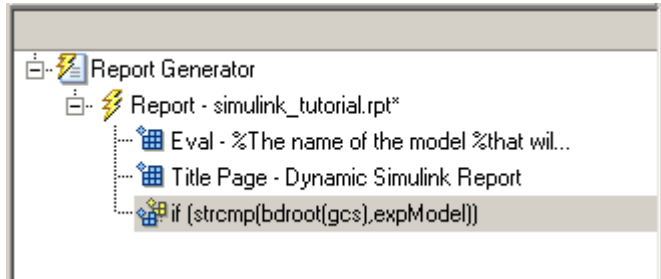 Report Generator
Report - simulink_tutorial.rpt*
Eval - %The name of the model %that wil...
Title Page - Dynamic Simulink Report
if (strcmp(bdroot(gcs),expModel))